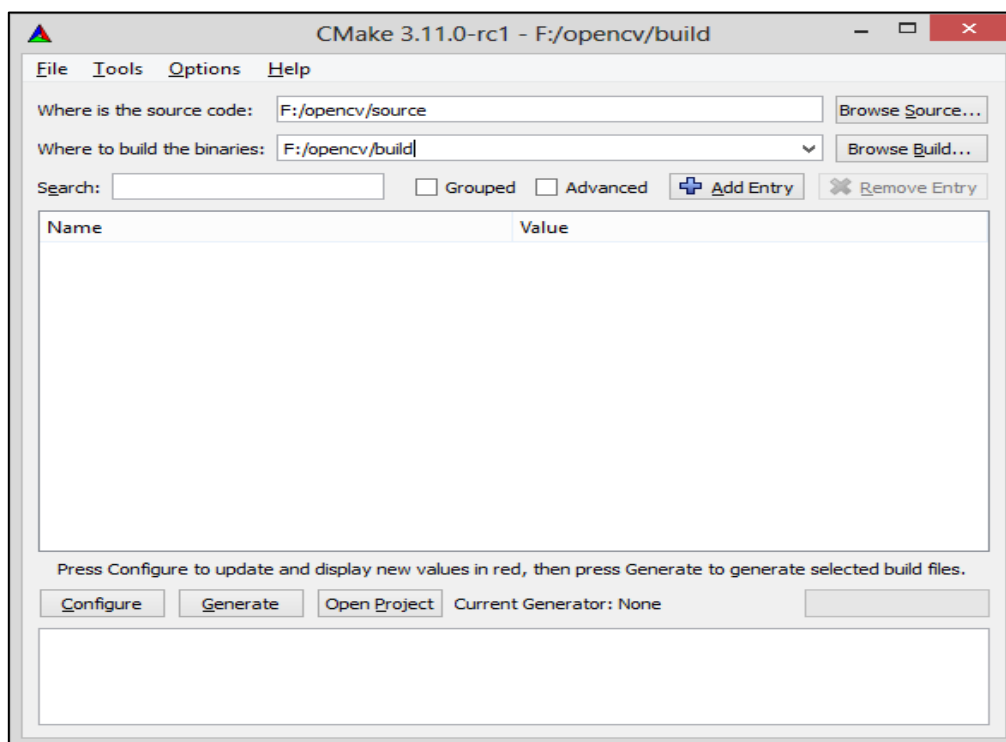 CMake 3.11.0-rc1 - F:/opencv/build
File Tools Options Help
Where is the source code: F:/opencv/source Browse Source...
Where to build the binaries: F:/opencv/build Browse Build...
Search: Grouped Advanced Add Entry Remove Entry
Name Value
Press Configure to update and display new values in red, then press Generate to generate selected build files.
Configure Generate Open Project Current Generator: None